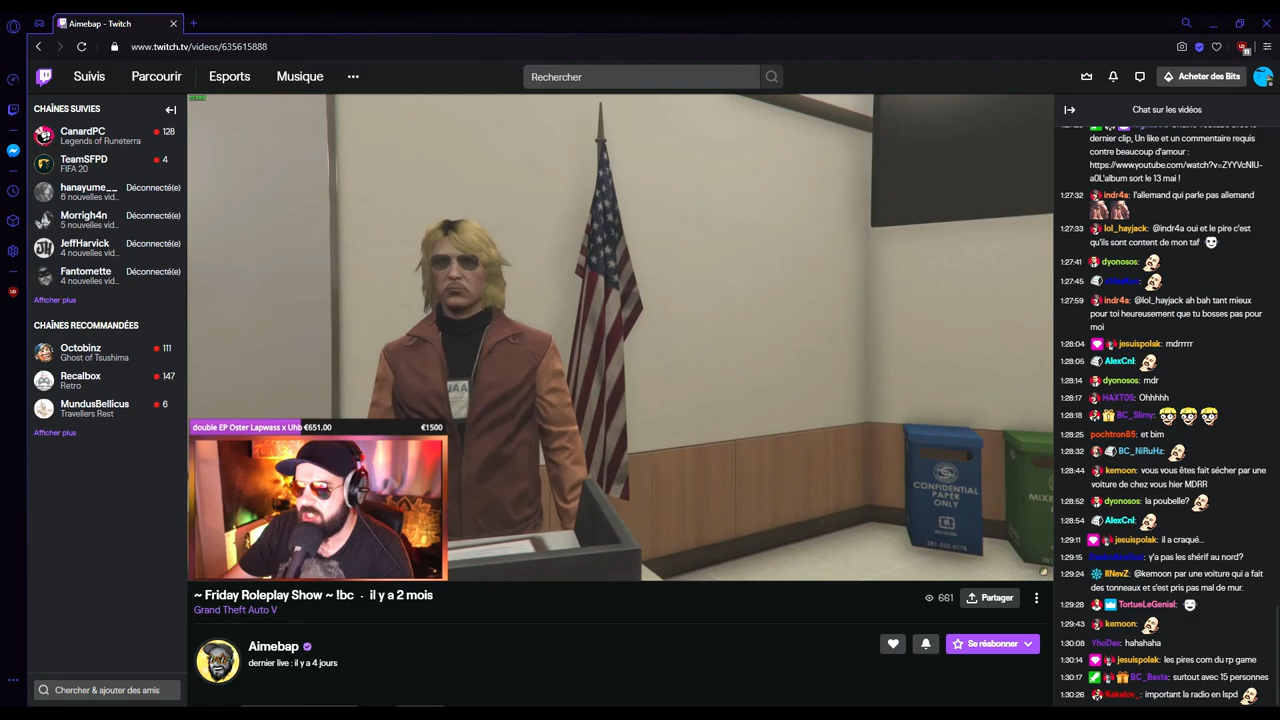 Aimebap - Twitch
www.twitch.tv/videos/635615888
Suivis
Parcourir
Esports
Musique
Rechercher
Acheter des Bits
CHAÎNES SUIVIES
CanardPC
128
Legends of Runeterra
TeamSFPD
4
FIFA 20
hanayume__
Déconnecté(e)
6 nouvelles vid...
Morrigh4n
Déconnecté(e)
5 nouvelles vid...
JeffHarvick
Déconnecté(e)
4 nouvelles vid...
Fantomette
Déconnecté(e)
4 nouvelles vid...
Afficher plus
CHAÎNES RECOMMANDÉES
Octobinz
111
Ghost of Tsushima
Recalbox
147
Retro
MundusBellicus
6
Travellers Rest
Afficher plus
Chercher & ajouter des amis
CONFIDENTIAL
PAPER
ONLY
double EP Oster Lapwass x Uhb €651.00
€1500
~ Friday Roleplay Show ~ !bc - il y a 2 mois
Grand Theft Auto V
661
Partager
Aimebap
dernier live : il y a 4 jours
Se réabonner
Chat sur les vidéos
dernier clip, Un like et un commentaire requis
contre beaucoup d'amour :
https://www.youtube.com/watch?v=ZYYVcNIU-
a0L'album sort le 13 mai !
1:27:32 indr4a: l'allemand qui parle pas allemand
1:27:33 lol_hayjack: @indr4a oui et le pire c'est
qu'ils sont content de mon taf
1:27:41 dyonosos:
1:27:45
1:27:59 indr4a: @lol_hayjack ah bah tant mieux
pour toi heureusement que tu bosses pas pour
moi
1:28:04 jesuispolak: mdrrrrr
1:28:05 AlexCnl:
1:28:14 dyonosos: mdr
1:28:17 HAXT05: Ohhhhh
1:28:18 BC_Slimy:
1:28:25 pochtron85: et bim
1:28:32 BC_NiRuHz:
1:28:44 kemoon: vous vous êtes fait sécher par une
voiture de chez vous hier MDRR
1:28:52 dyonosos: la poubelle?
1:28:54 AlexCnl:
1:29:11 jesuispolak: il a craqué...
1:29:15 y'a pas les shérif au nord?
1:29:24 IlNevZ: @kemoon par une voiture qui a fait
des tonneaux et s'est pris pas mal de mur.
1:29:28 TortueLeGenial:
1:29:43 kemoon:
1:30:08 YhoDas: hahahaha
1:30:14 jesuispolak: les pires com du rp game
1:30:17 BC_Basta: surtout avec 15 personnes
1:30:26 Kakalov_: important la radio en lspd